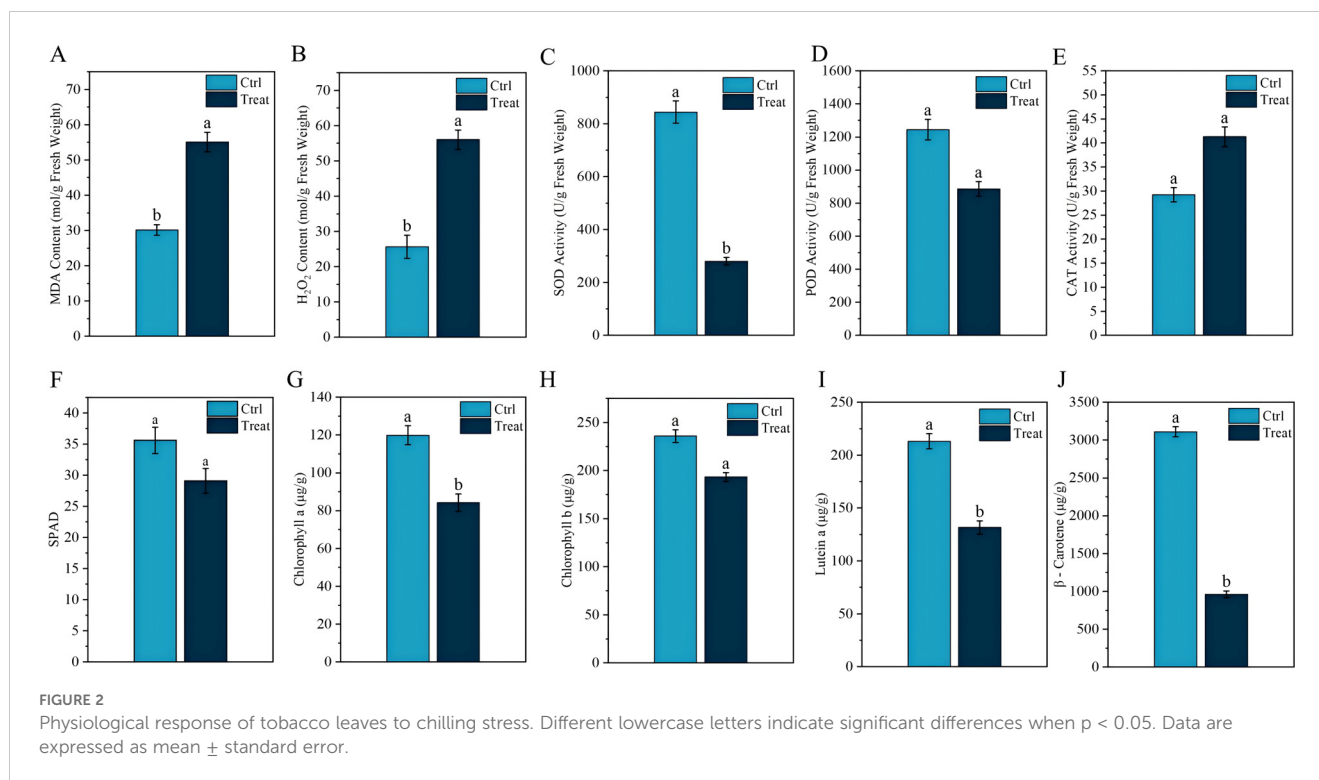 A
MDA Content (mol/g Fresh Weight)
70
60
50
40
30
20
10
0
Ctrl
Treat
b
a
B
H₂O₂ Content (mol/g Fresh Weight)
70
60
50
40
30
20
10
0
Ctrl
Treat
b
a
C
SOD Activity (U/g Fresh Weight)
1000
800
600
400
200
0
Ctrl
Treat
a
b
D
POD Activity (U/g Fresh Weight)
1600
1400
1200
1000
800
600
400
200
0
Ctrl
Treat
a
a
E
CAT Activity (U/g Fresh Weight)
55
50
45
40
35
30
25
20
15
10
5
0
Ctrl
Treat
a
a
F
SPAD
40
35
30
25
20
15
10
5
0
Ctrl
Treat
a
a
G
Chlorophyll a (μg/g)
140
120
100
80
60
40
20
0
Ctrl
Treat
a
b
H
Chlorophyll b (μg/g)
250
200
150
100
50
0
Ctrl
Treat
a
a
I
Lutein a (μg/g)
250
200
150
100
50
0
Ctrl
Treat
a
b
J
β - Carotene (μg/g)
3500
3000
2500
2000
1500
1000
500
0
Ctrl
Treat
a
b
FIGURE 2
Physiological response of tobacco leaves to chilling stress. Different lowercase letters indicate significant differences when p < 0.05. Data are
expressed as mean ± standard error.